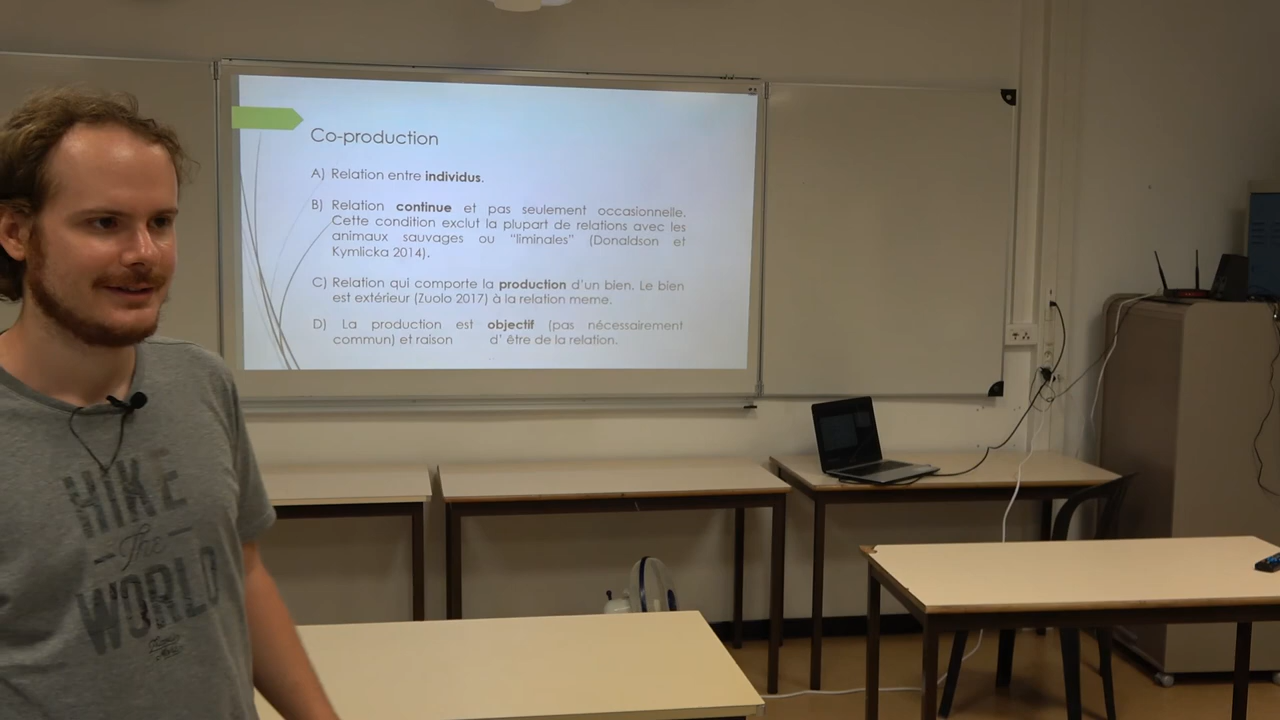 Co-production
A) Relation entre individus.
B) Relation continue et pas seulement occasionnelle.
Cette condition exclut la plupart de relations avec les
animaux sauvages ou "liminales" (Donaldson et
Kymlicka 2014).
C) Relation qui comporte la production d'un bien. Le bien
est extérieur (Zuolo 2017) à la relation meme.
D) La production est objectif (pas nécessairement
commun) et raison d' être de la relation.
HIKE
The
WORLD